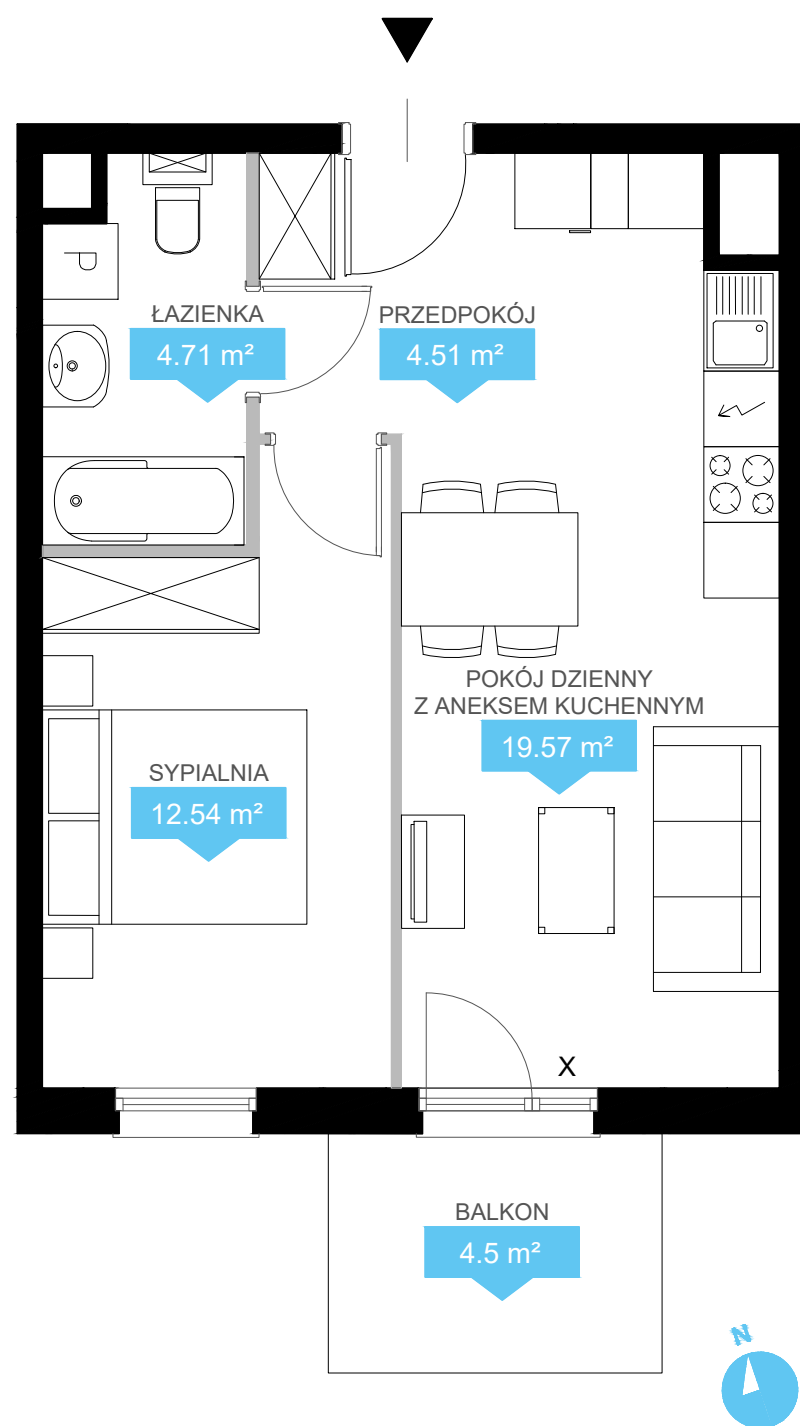 ŁAZIENKA
4.71 m²
PRZEDPOKÓJ
4.51 m²
P
POKÓJ DZIENNY
Z ANEKSEM KUCHENNYM
19.57 m²
SYPIALNIA
12.54 m²
X
BALKON
4.5 m²
N